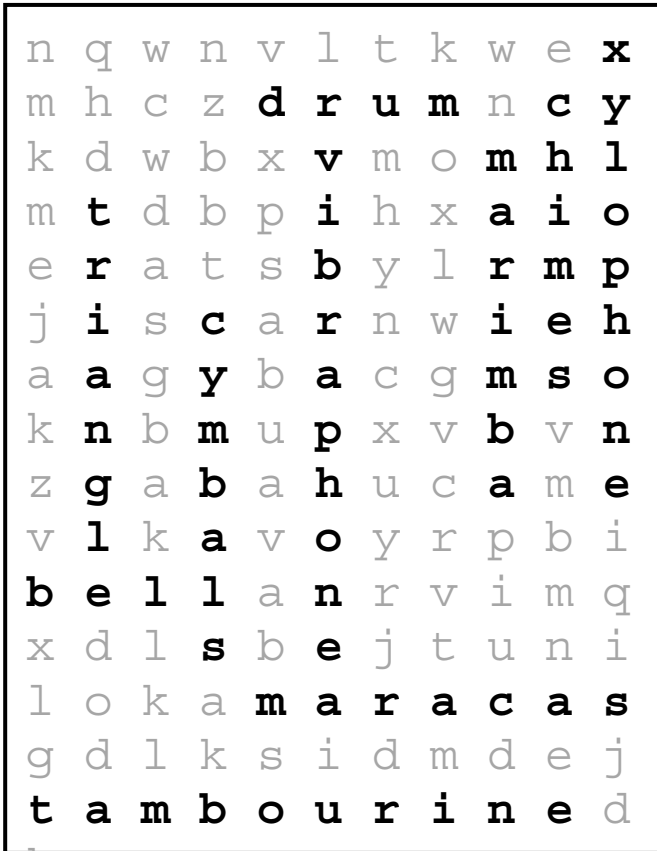 n q w n v l t k w e x
m h c z d r u m n c y
k d w b x v m o m h l
m t d b p i h x a i o
e r a t s b y l r m p
j i s c a r n w i e h
a a g y b a c g m s o
k n b m u p x v b v n
z g a b a h u c a m e
v l k a v o y r p b i
b e l l a n r v i m q
x d l s b e j t u n i
l o k a m a r a c a s
g d l k s i d m d e j
t a m b o u r i n e d